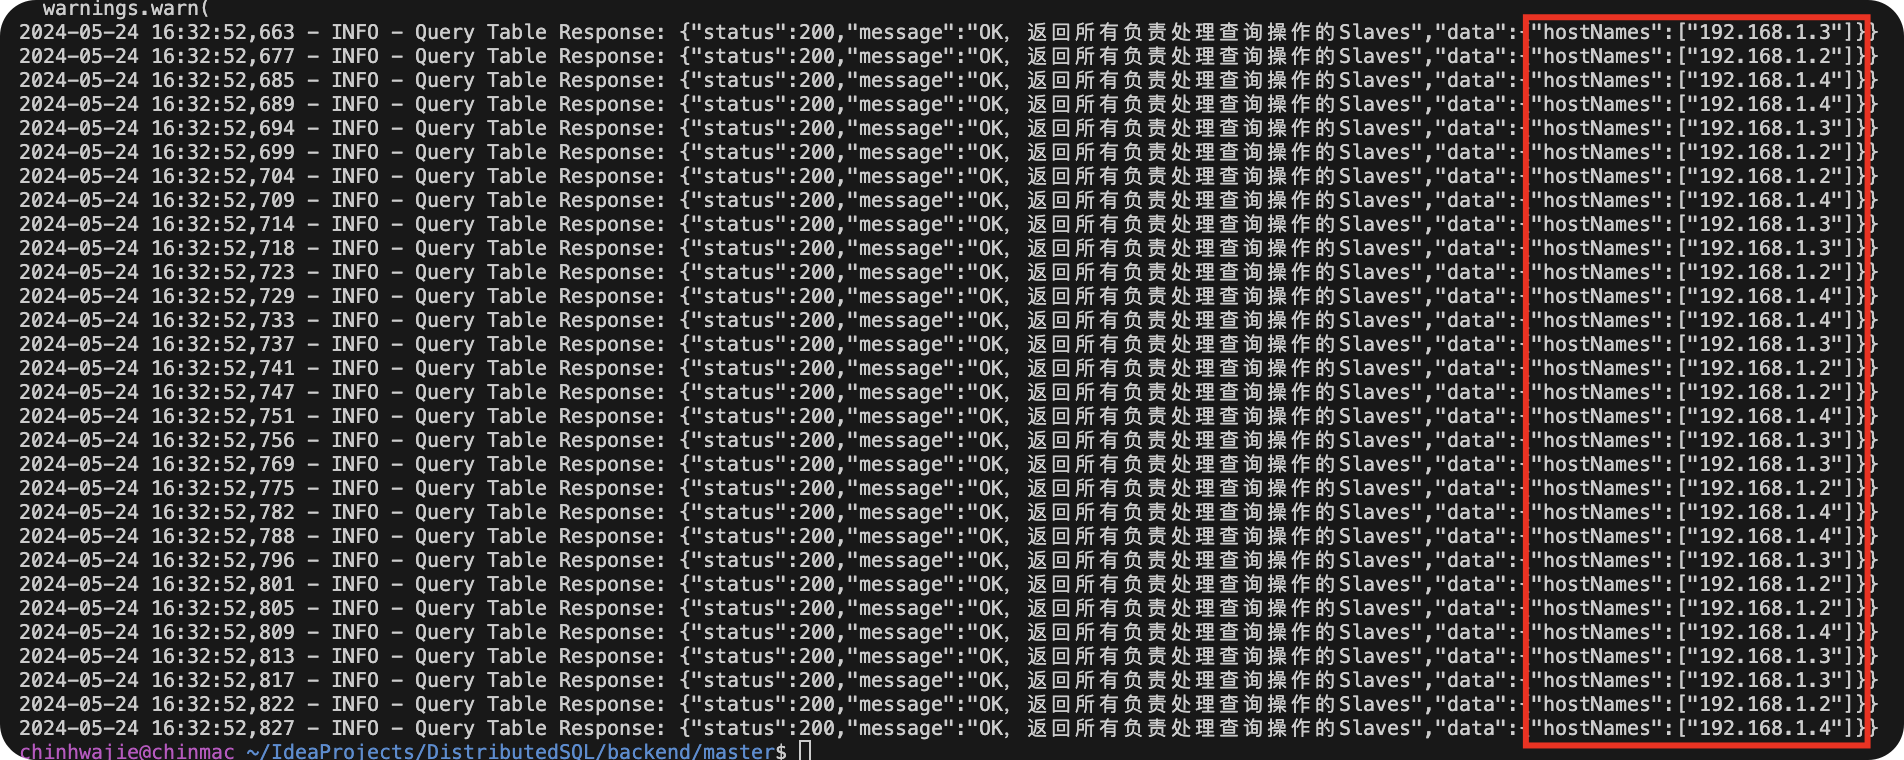 warnings.warn(
2024-05-24 16:32:52,663 - INFO - Query Table Response: {"status":200,"message":"OK, 返回所有负责处理查询操作的Slaves","data":{"hostNames":["192.168.1.3"]}}
2024-05-24 16:32:52,677 - INFO - Query Table Response: {"status":200,"message":"OK, 返回所有负责处理查询操作的Slaves","data":{"hostNames":["192.168.1.2"]}}
2024-05-24 16:32:52,685 - INFO - Query Table Response: {"status":200,"message":"OK, 返回所有负责处理查询操作的Slaves","data":{"hostNames":["192.168.1.4"]}}
2024-05-24 16:32:52,689 - INFO - Query Table Response: {"status":200,"message":"OK, 返回所有负责处理查询操作的Slaves","data":{"hostNames":["192.168.1.4"]}}
2024-05-24 16:32:52,694 - INFO - Query Table Response: {"status":200,"message":"OK, 返回所有负责处理查询操作的Slaves","data":{"hostNames":["192.168.1.3"]}}
2024-05-24 16:32:52,699 - INFO - Query Table Response: {"status":200,"message":"OK, 返回所有负责处理查询操作的Slaves","data":{"hostNames":["192.168.1.2"]}}
2024-05-24 16:32:52,704 - INFO - Query Table Response: {"status":200,"message":"OK, 返回所有负责处理查询操作的Slaves","data":{"hostNames":["192.168.1.2"]}}
2024-05-24 16:32:52,709 - INFO - Query Table Response: {"status":200,"message":"OK, 返回所有负责处理查询操作的Slaves","data":{"hostNames":["192.168.1.4"]}}
2024-05-24 16:32:52,714 - INFO - Query Table Response: {"status":200,"message":"OK, 返回所有负责处理查询操作的Slaves","data":{"hostNames":["192.168.1.3"]}}
2024-05-24 16:32:52,718 - INFO - Query Table Response: {"status":200,"message":"OK, 返回所有负责处理查询操作的Slaves","data":{"hostNames":["192.168.1.3"]}}
2024-05-24 16:32:52,723 - INFO - Query Table Response: {"status":200,"message":"OK, 返回所有负责处理查询操作的Slaves","data":{"hostNames":["192.168.1.2"]}}
2024-05-24 16:32:52,729 - INFO - Query Table Response: {"status":200,"message":"OK, 返回所有负责处理查询操作的Slaves","data":{"hostNames":["192.168.1.4"]}}
2024-05-24 16:32:52,733 - INFO - Query Table Response: {"status":200,"message":"OK, 返回所有负责处理查询操作的Slaves","data":{"hostNames":["192.168.1.4"]}}
2024-05-24 16:32:52,737 - INFO - Query Table Response: {"status":200,"message":"OK, 返回所有负责处理查询操作的Slaves","data":{"hostNames":["192.168.1.3"]}}
2024-05-24 16:32:52,741 - INFO - Query Table Response: {"status":200,"message":"OK, 返回所有负责处理查询操作的Slaves","data":{"hostNames":["192.168.1.2"]}}
2024-05-24 16:32:52,747 - INFO - Query Table Response: {"status":200,"message":"OK, 返回所有负责处理查询操作的Slaves","data":{"hostNames":["192.168.1.2"]}}
2024-05-24 16:32:52,751 - INFO - Query Table Response: {"status":200,"message":"OK, 返回所有负责处理查询操作的Slaves","data":{"hostNames":["192.168.1.4"]}}
2024-05-24 16:32:52,756 - INFO - Query Table Response: {"status":200,"message":"OK, 返回所有负责处理查询操作的Slaves","data":{"hostNames":["192.168.1.3"]}}
2024-05-24 16:32:52,769 - INFO - Query Table Response: {"status":200,"message":"OK, 返回所有负责处理查询操作的Slaves","data":{"hostNames":["192.168.1.3"]}}
2024-05-24 16:32:52,775 - INFO - Query Table Response: {"status":200,"message":"OK, 返回所有负责处理查询操作的Slaves","data":{"hostNames":["192.168.1.2"]}}
2024-05-24 16:32:52,782 - INFO - Query Table Response: {"status":200,"message":"OK, 返回所有负责处理查询操作的Slaves","data":{"hostNames":["192.168.1.4"]}}
2024-05-24 16:32:52,788 - INFO - Query Table Response: {"status":200,"message":"OK, 返回所有负责处理查询操作的Slaves","data":{"hostNames":["192.168.1.4"]}}
2024-05-24 16:32:52,796 - INFO - Query Table Response: {"status":200,"message":"OK, 返回所有负责处理查询操作的Slaves","data":{"hostNames":["192.168.1.3"]}}
2024-05-24 16:32:52,801 - INFO - Query Table Response: {"status":200,"message":"OK, 返回所有负责处理查询操作的Slaves","data":{"hostNames":["192.168.1.2"]}}
2024-05-24 16:32:52,805 - INFO - Query Table Response: {"status":200,"message":"OK, 返回所有负责处理查询操作的Slaves","data":{"hostNames":["192.168.1.2"]}}
2024-05-24 16:32:52,809 - INFO - Query Table Response: {"status":200,"message":"OK, 返回所有负责处理查询操作的Slaves","data":{"hostNames":["192.168.1.4"]}}
2024-05-24 16:32:52,813 - INFO - Query Table Response: {"status":200,"message":"OK, 返回所有负责处理查询操作的Slaves","data":{"hostNames":["192.168.1.3"]}}
2024-05-24 16:32:52,817 - INFO - Query Table Response: {"status":200,"message":"OK, 返回所有负责处理查询操作的Slaves","data":{"hostNames":["192.168.1.3"]}}
2024-05-24 16:32:52,822 - INFO - Query Table Response: {"status":200,"message":"OK, 返回所有负责处理查询操作的Slaves","data":{"hostNames":["192.168.1.2"]}}
2024-05-24 16:32:52,827 - INFO - Query Table Response: {"status":200,"message":"OK, 返回所有负责处理查询操作的Slaves","data":{"hostNames":["192.168.1.4"]}}
chinhwajie@chinmac ~/IdeaProjects/DistributedSQL/backend/master$